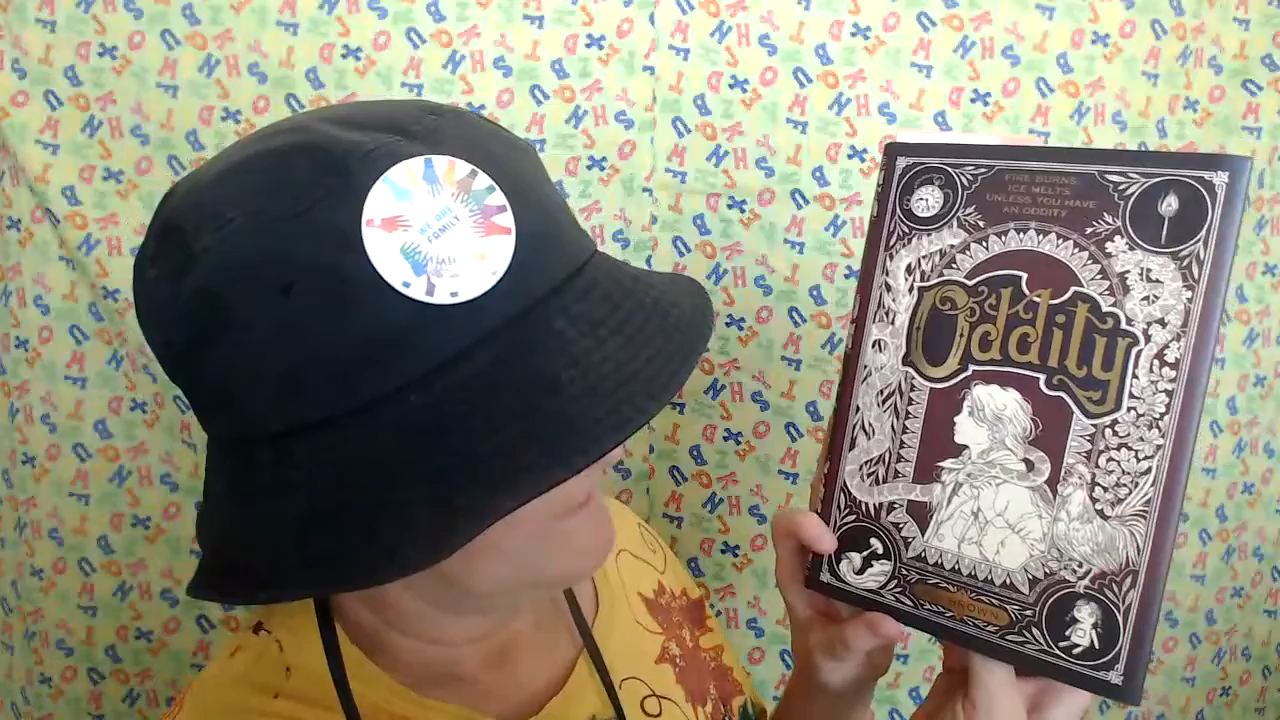 WE ARE
FAMILY
FIRE BURNS.
ICE MELTS.
UNLESS YOU HAVE
AN ODDITY
Oddity
BROWN